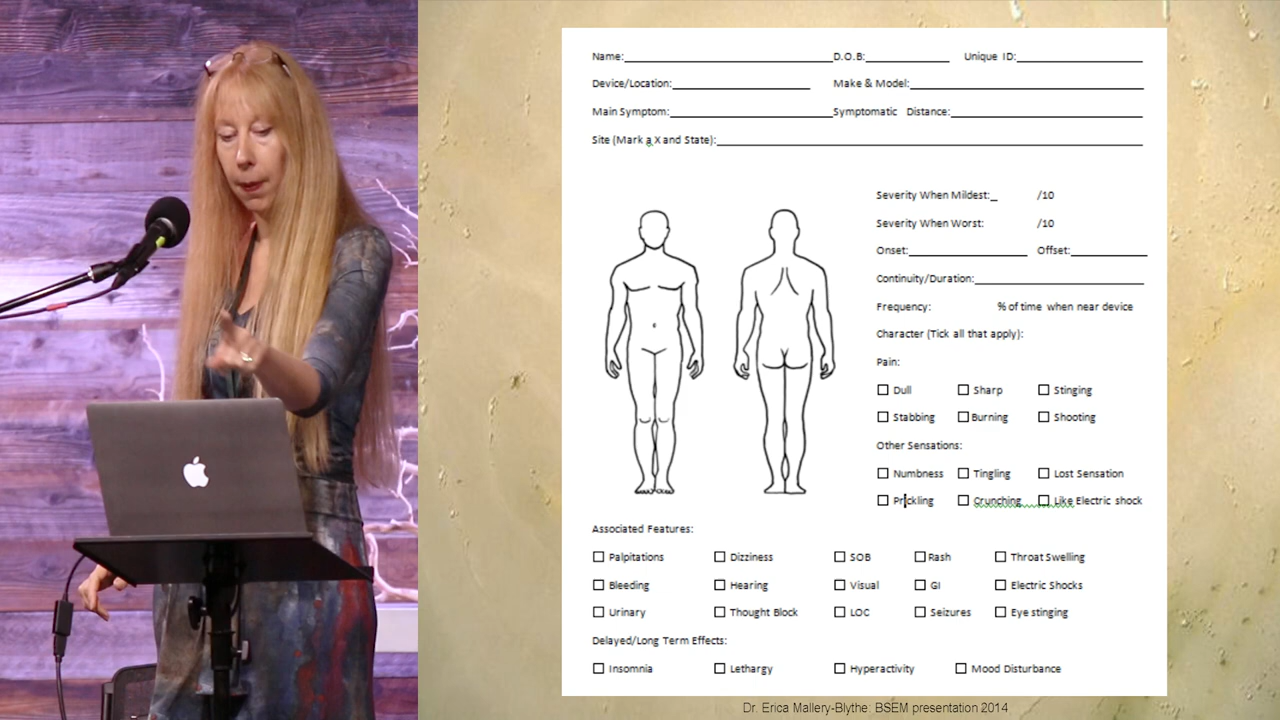 Name: D.O.B: Unique ID:
Device/Location: Make & Model:
Main Symptom: Symptomatic Distance:
Site (Mark a X and State):
Severity When Mildest: /10
Severity When Worst: /10
Onset: Offset:
Continuity/Duration:
Frequency: % of time when near device
Character (Tick all that apply):
Pain:
Dull Sharp Stinging
Stabbing Burning Shooting
Other Sensations:
Numbness Tingling Lost Sensation
Prickling Crunching Like Electric shock
Associated Features:
Palpitations Dizziness SOB Rash Throat Swelling
Bleeding Hearing Visual GI Electric Shocks
Urinary Thought Block LOC Seizures Eye stinging
Delayed/Long Term Effects:
Insomnia Lethargy Hyperactivity Mood Disturbance
Dr. Erica Mallery-Blythe: BSEM presentation 2014